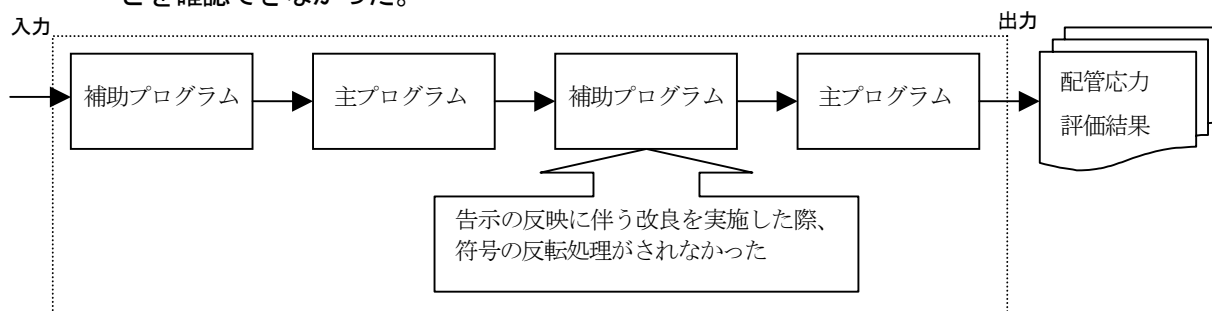 とを確認できなかった。
入力
出力
補助プログラム
主プログラム
補助プログラム
主プログラム
配管応力
評価結果
告示の反映に伴う改良を実施した際、
符号の反転処理がされなかった